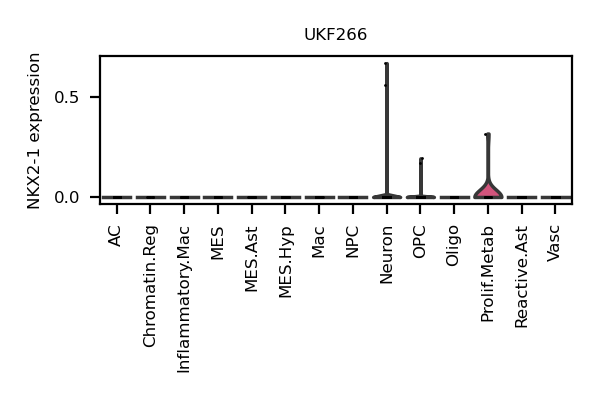 UKF266
NKX2-1 expression
0.5
0.0
AC
Chromatin.Reg
Inflammatory.Mac
MES
MES.Ast
MES.Hyp
Mac
NPC
Neuron
OPC
Oligo
Prolif.Metab
Reactive.Ast
Vasc